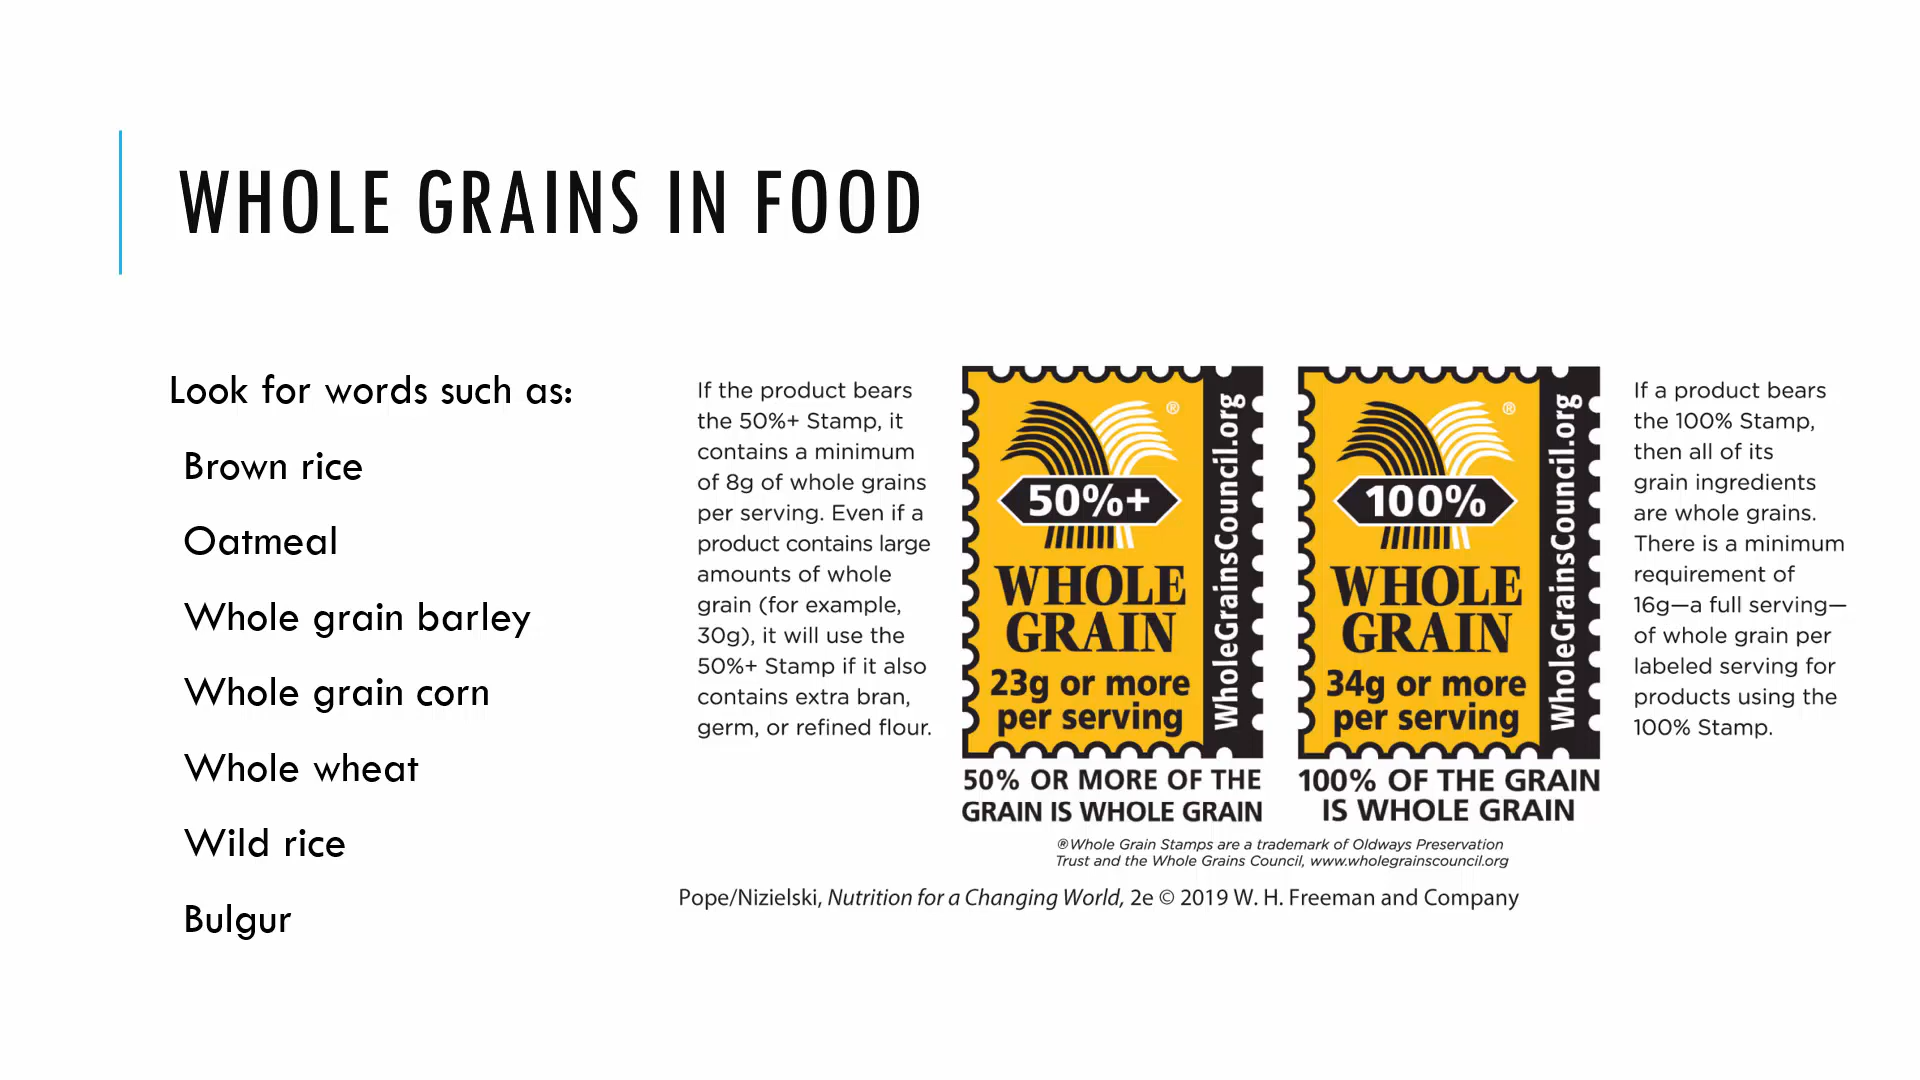 WHOLE GRAINS IN FOOD
Look for words such as:
Brown rice
Oatmeal
Whole grain barley
Whole grain corn
Whole wheat
Wild rice
Bulgur
If the product bears
the 50%+ Stamp, it
contains a minimum
of 8g of whole grains
per serving. Even if a
product contains large
amounts of whole
grain (for example,
30g), it will use the
50%+ Stamp if it also
contains extra bran,
germ, or refined flour.
®
50%+
WHOLE
GRAIN
23g or more
per serving
WholeGrainsCouncil.org
50% OR MORE OF THE
GRAIN IS WHOLE GRAIN
®
100%
WHOLE
GRAIN
34g or more
per serving
WholeGrainsCouncil.org
100% OF THE GRAIN
IS WHOLE GRAIN
If a product bears
the 100% Stamp,
then all of its
grain ingredients
are whole grains.
There is a minimum
requirement of
16g—a full serving—
of whole grain per
labeled serving for
products using the
100% Stamp.
®Whole Grain Stamps are a trademark of Oldways Preservation
Trust and the Whole Grains Council, www.wholegrainscouncil.org
Pope/Nizielski, Nutrition for a Changing World, 2e © 2019 W. H. Freeman and Company